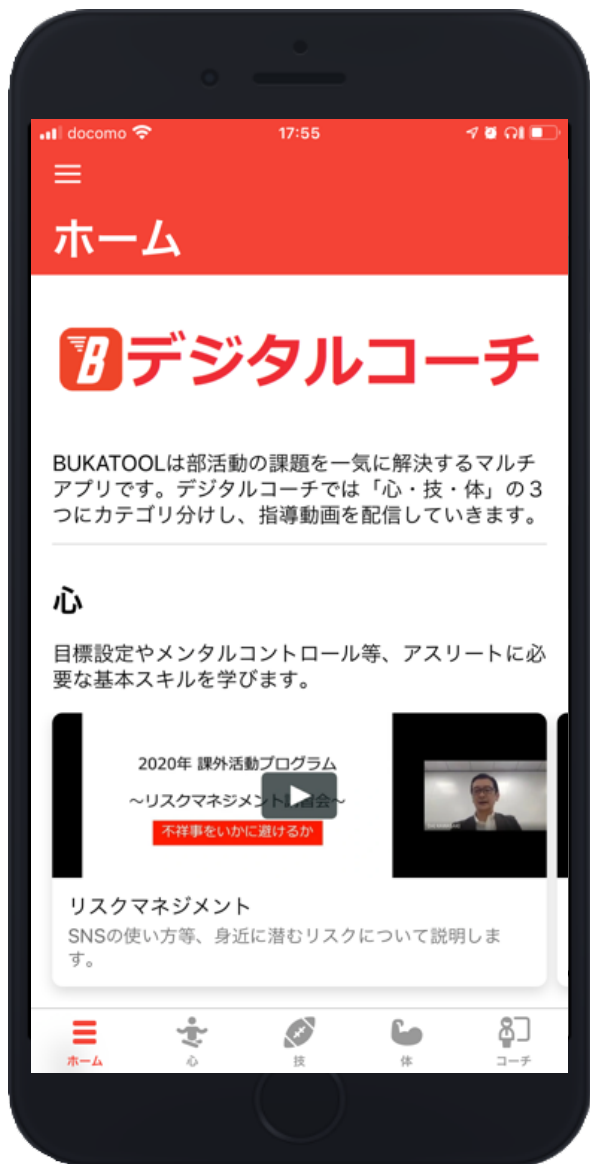 docomo
17:55
ホーム
B デジタルコーチ
BUKATOOLは部活動の課題を一気に解決するマルチ
アプリです。デジタルコーチでは「心・技・体」の３
つにカテゴリ分けし、指導動画を配信していきます。
心
目標設定やメンタルコントロール等、アスリートに必
要な基本スキルを学びます。
2020年 課外活動プログラム
～リスクマネジメント講習会～
不祥事をいかに避けるか
リスクマネジメント
SNSの使い方等、身近に潜むリスクについて説明しま
す。
ホーム
心
技
体
コーチ